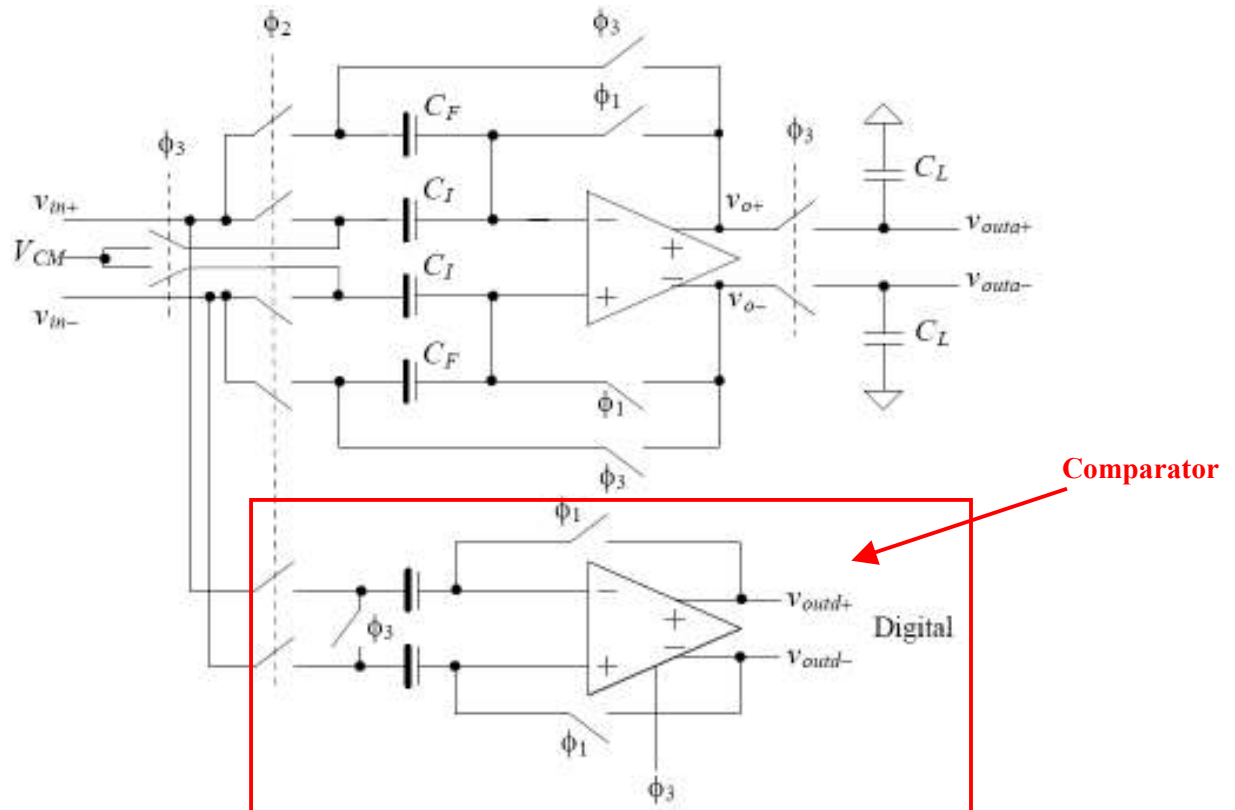 ϕ2
ϕ3
CF
ϕ1
ϕ3
ϕ3
CI
CL
vin+
vo+
vouta+
VCM
CI
vin−
vo−
vouta−
CF
CL
ϕ1
ϕ3
Comparator
ϕ1
voutd+
ϕ3
Digital
voutd−
ϕ1
ϕ3